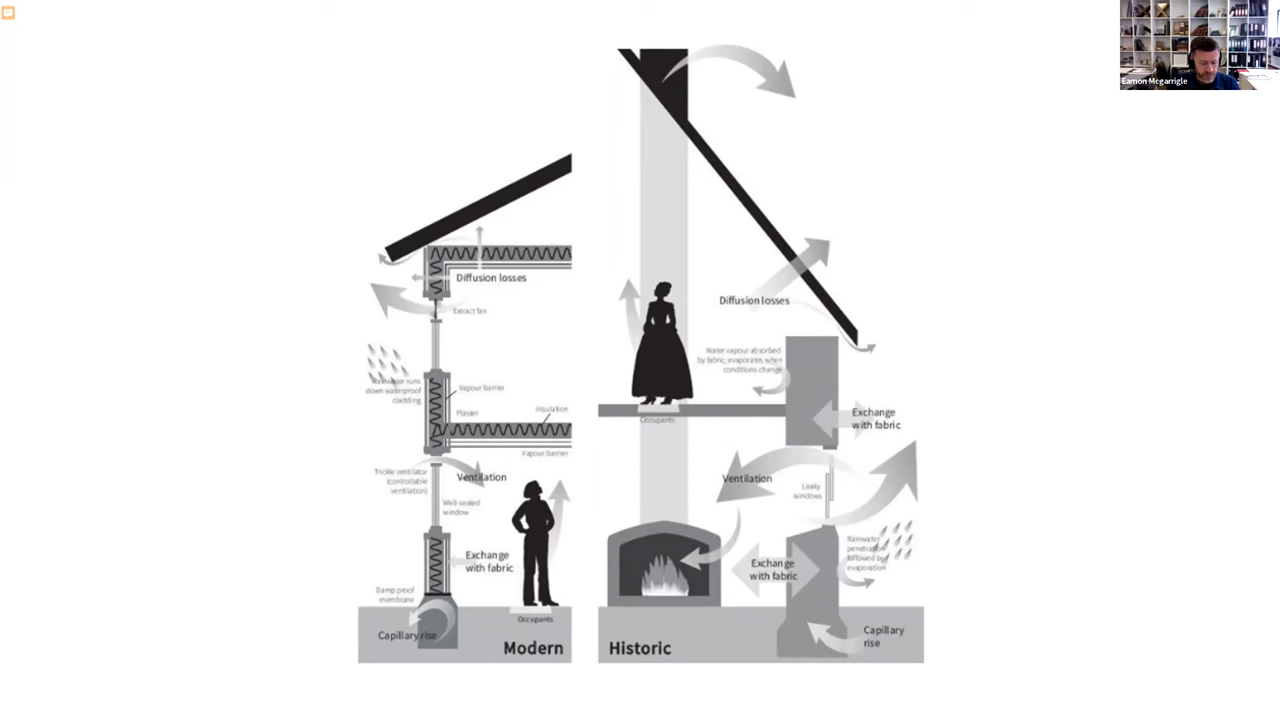 Eamon Mcgarrigle
Diffusion losses
Extract fan
Rainwater runs
down waterproof
cladding
Vapour barrier
Plaster
Insulation
Vapour barrier
Trickle ventilator
(controllable
ventilation)
Ventilation
Well-sealed
window
Exchange
with fabric
Damp proof
membrane
Occupants
Capillary rise
Modern
Diffusion losses
Water vapour absorbed
by fabric; evaporates when
conditions change
Occupants
Exchange
with fabric
Ventilation
Leaky
windows
Rainwater
penetration
followed by
evaporation
Exchange
with fabric
Capillary
rise
Historic